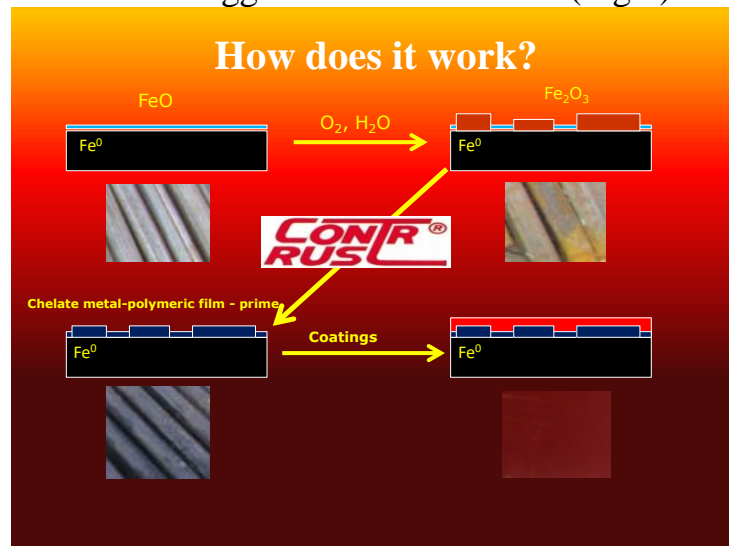 How does it work?
FeO
Fe₂O₃
O₂, H₂O
Fe⁰
Fe⁰
CONTR®
RUST
Chelate metal-polymeric film - prime
Coatings
Fe⁰
Fe⁰